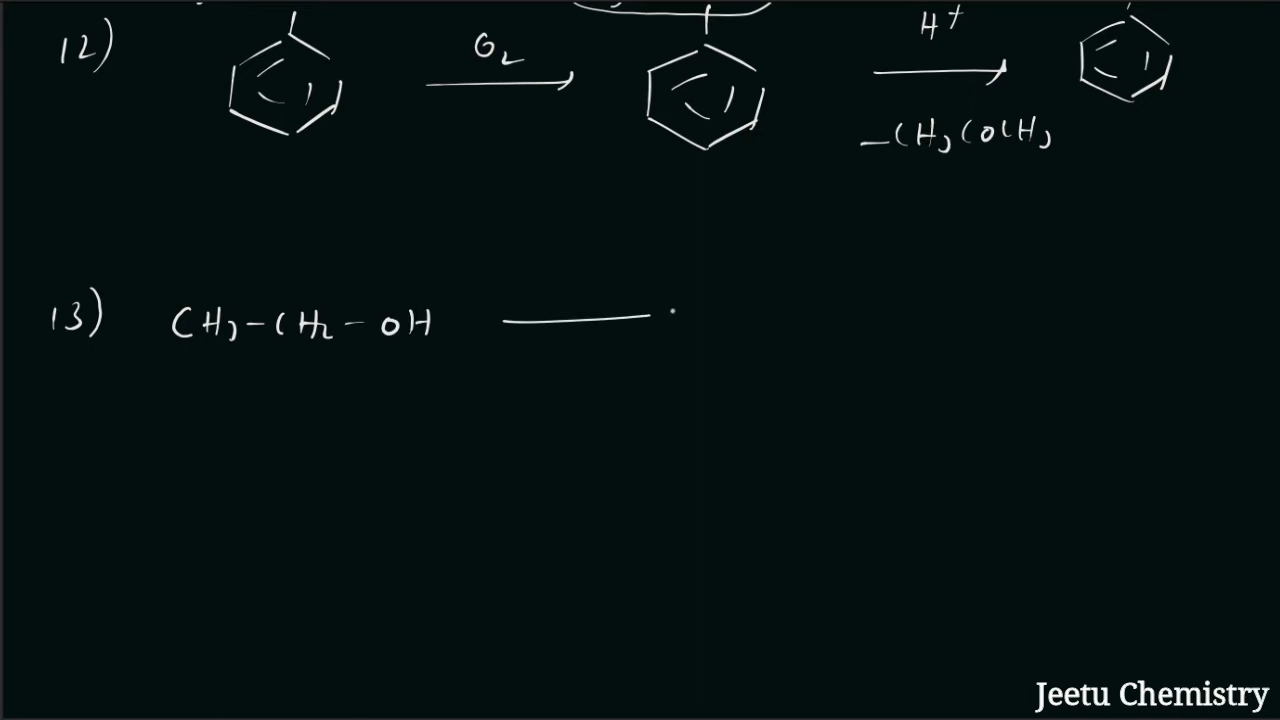 12) O2 H+
-CH3COCH3
13) CH3-CH2-OH
Jeetu Chemistry